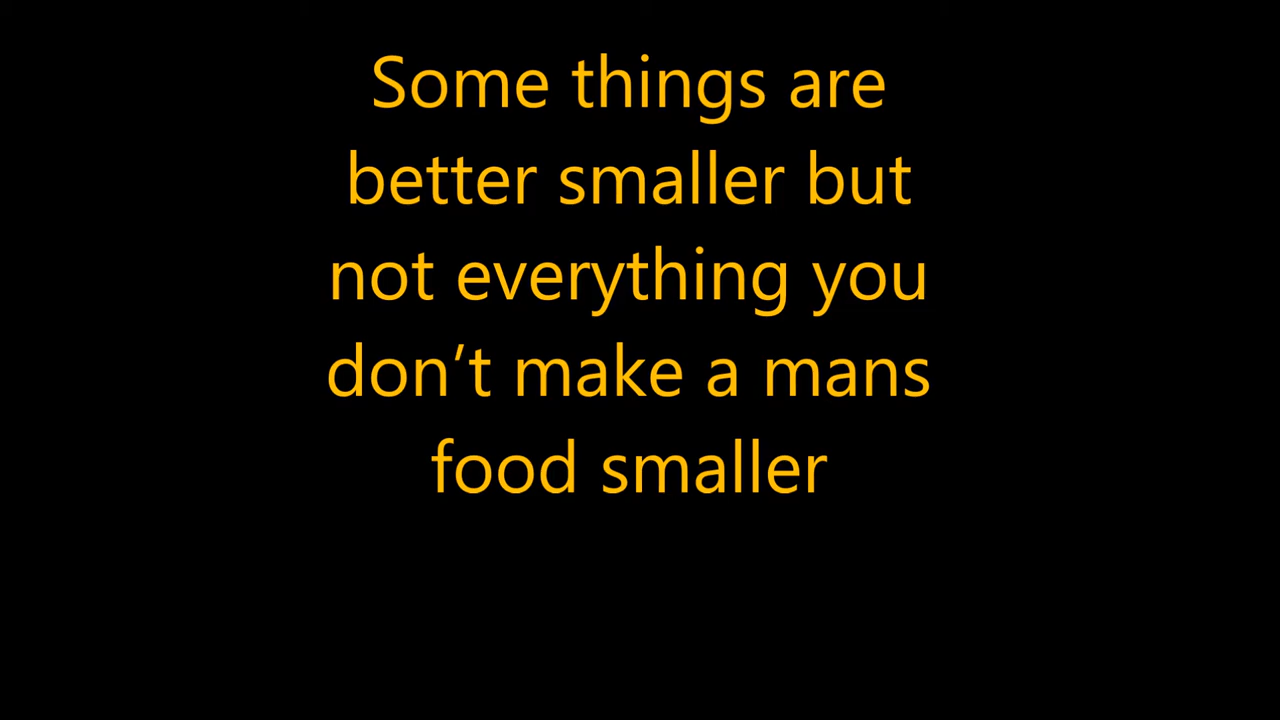 Some things are
better smaller but
not everything you
don’t make a mans
food smaller